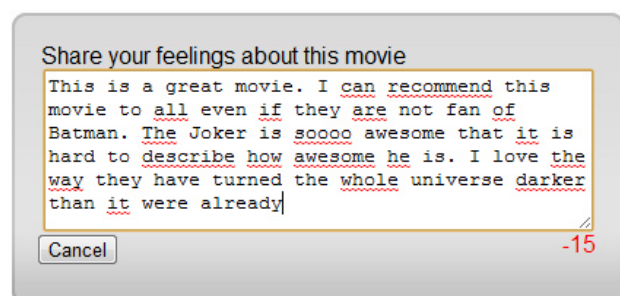 Share your feelings about this movie
This is a great movie. I can recommend this
movie to all even if they are not fan of
Batman. The Joker is soooo awesome that it is
hard to describe how awesome he is. I love the
way they have turned the whole universe darker
than it were already
Cancel
-15